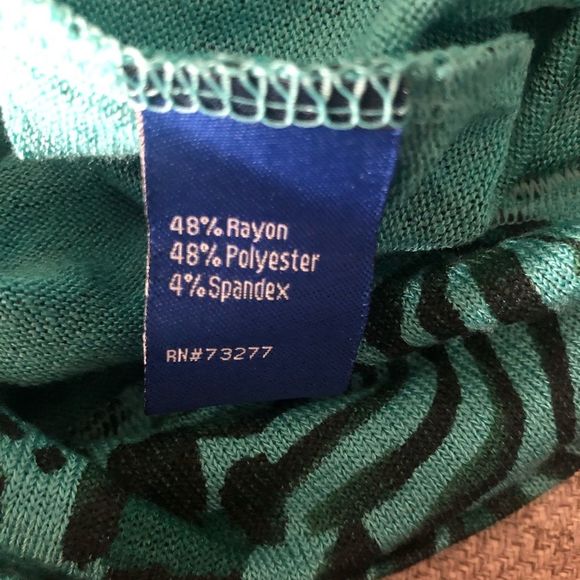 48% Rayon
48% Polyester
4% Spandex
RN#73277